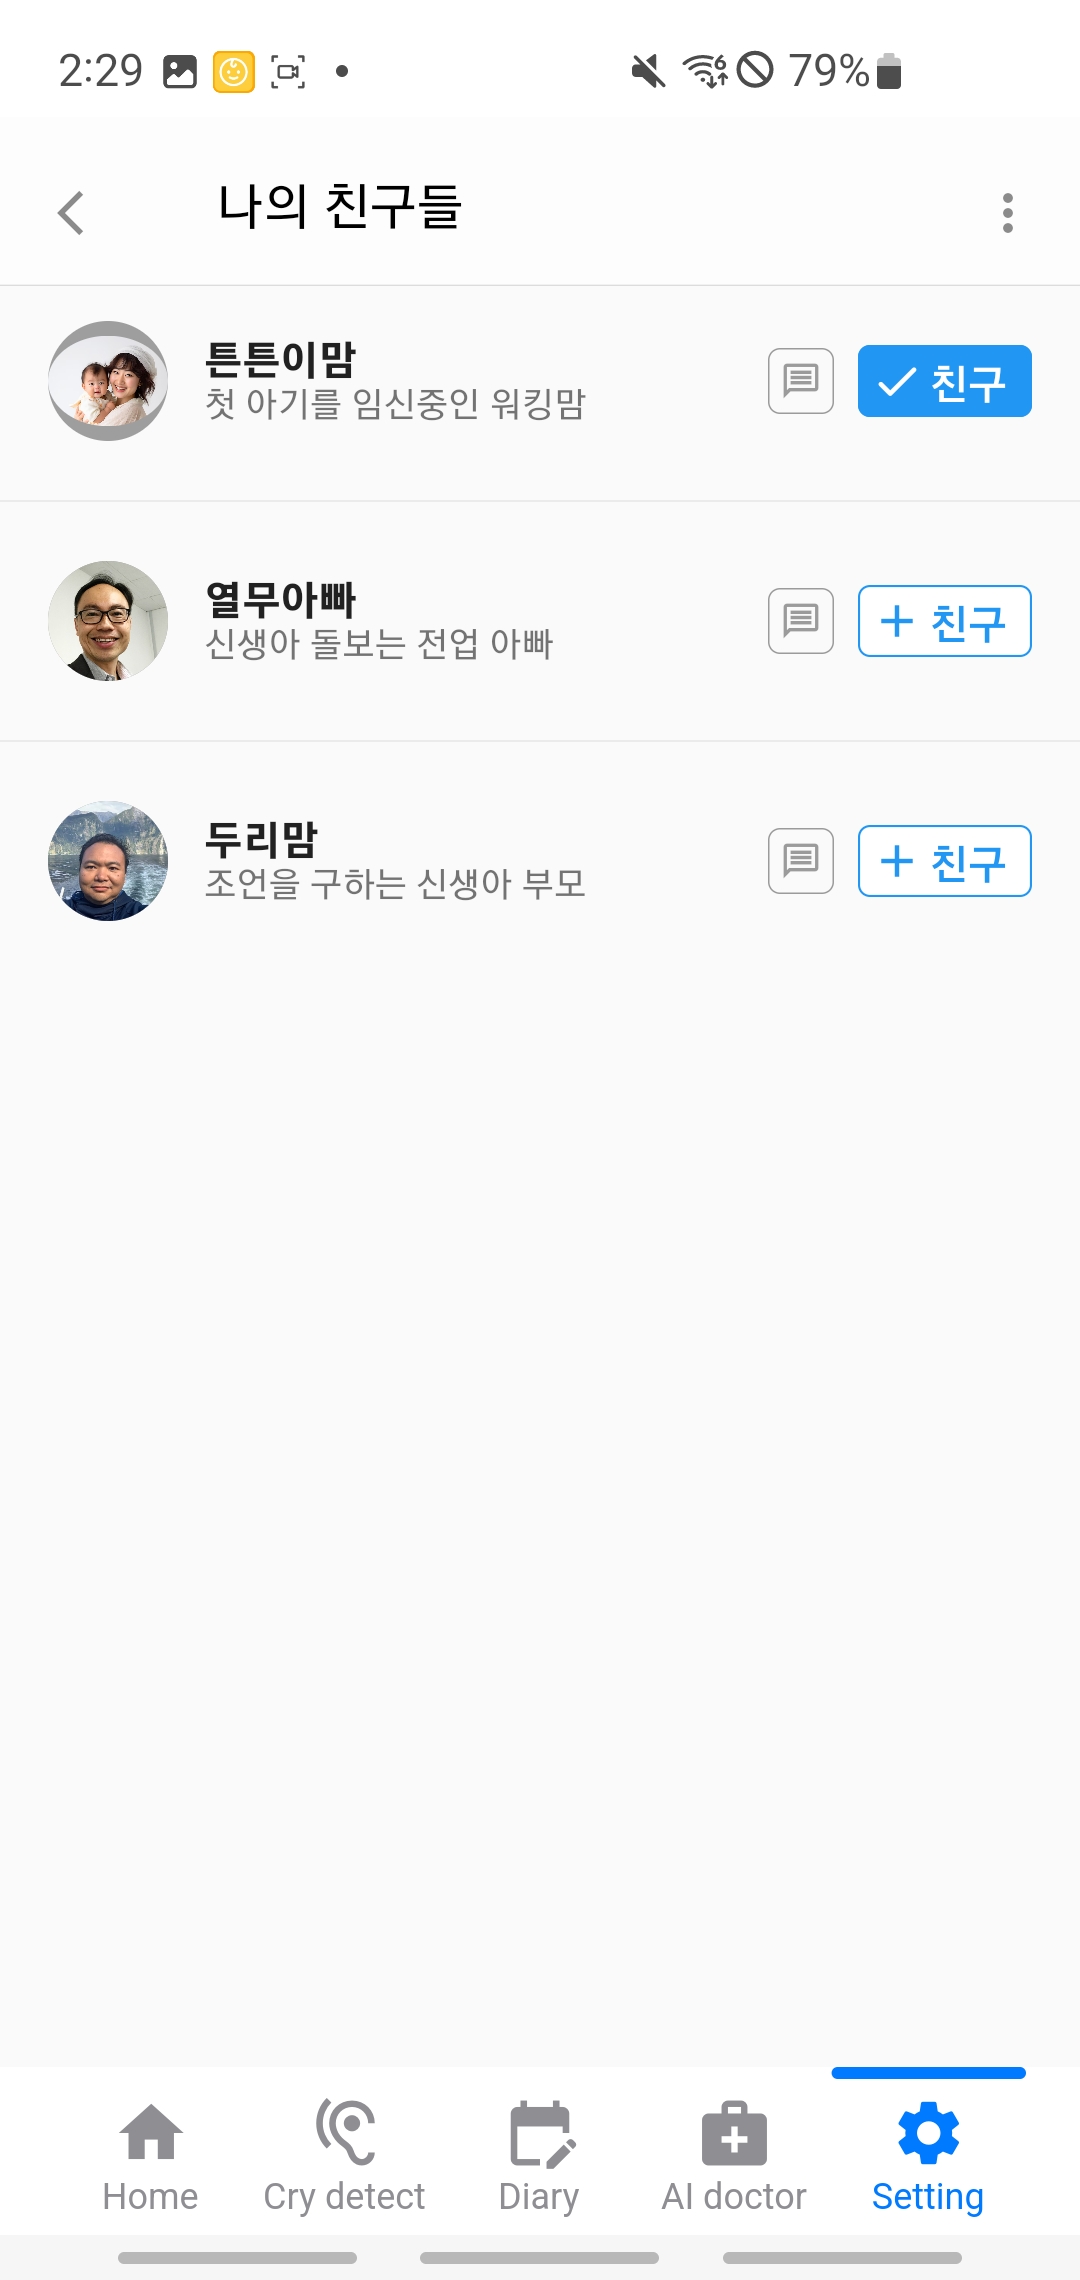 2:29 79%
나의 친구들
튼튼이맘
첫 아기를 임신중인 워킹맘
친구
열무아빠
신생아 돌보는 전업 아빠
친구
두리맘
조언을 구하는 신생아 부모
친구
Home Cry detect Diary AI doctor Setting